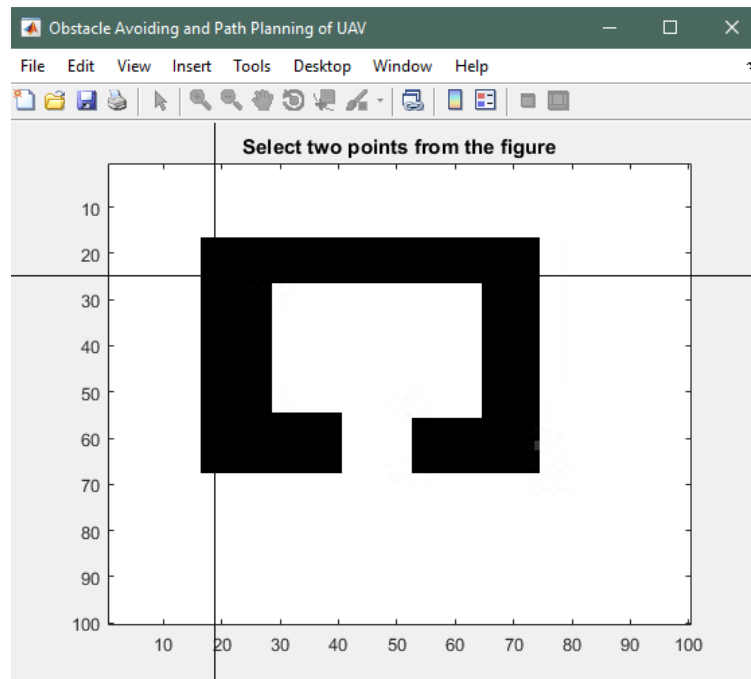 Obstacle Avoiding and Path Planning of UAV
File Edit View Insert Tools Desktop Window Help
Select two points from the figure
10
20
30
40
50
60
70
80
90
100
10 20 30 40 50 60 70 80 90 100